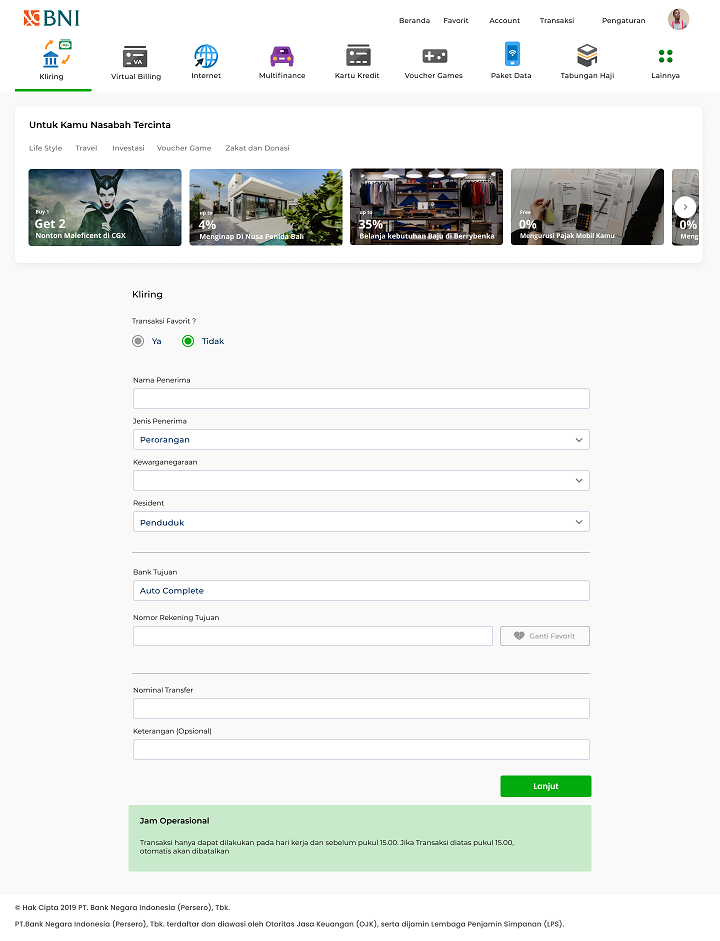 BNI
Beranda
Favorit
Account
Transaksi
Pengaturan
Kliring
VA
Virtual Billing
Internet
Multifinance
Kartu Kredit
Voucher Games
Paket Data
Tabungan Haji
Lainnya
Untuk Kamu Nasabah Tercinta
Life Style
Travel
Investasi
Voucher Game
Zakat dan Donasi
Buy 1
Get 2
Nonton Maleficent di CGX
up to
4%
Menginap Di Nusa Penida Bali
up to
35%
Belanja kebutuhan Baju di Berrybenka
Free
0%
Mengurusi Pajak Mobil Kamu
0%
Meng
Kliring
Transaksi Favorit ?
Ya
Tidak
Nama Penerima
Jenis Penerima
Perorangan
Kewarganegaraan
Resident
Penduduk
Bank Tujuan
Auto Complete
Nomor Rekening Tujuan
Ganti Favorit
Nominal Transfer
Keterangan (Opsional)
Lanjut
Jam Operasional
Transaksi hanya dapat dilakukan pada hari kerja dan sebelum pukul 15.00. Jika Transaksi diatas pukul 15.00,
otomatis akan dibatalkan
© Hak Cipta 2019 PT. Bank Negara Indonesia (Persero), Tbk.
PT.Bank Negara Indonesia (Persero), Tbk. terdaftar dan diawasi oleh Otoritas Jasa Keuangan (OJK), serta dijamin Lembaga Penjamin Simpanan (LPS).